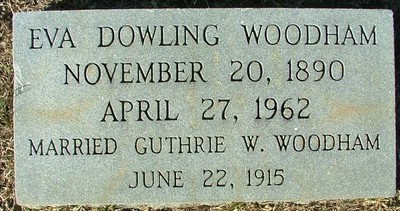 EVA DOWLING WOODHAM
NOVEMBER 20, 1890
APRIL 27, 1962
MARRIED GUTHRIE W. WOODHAM
JUNE 22, 1915